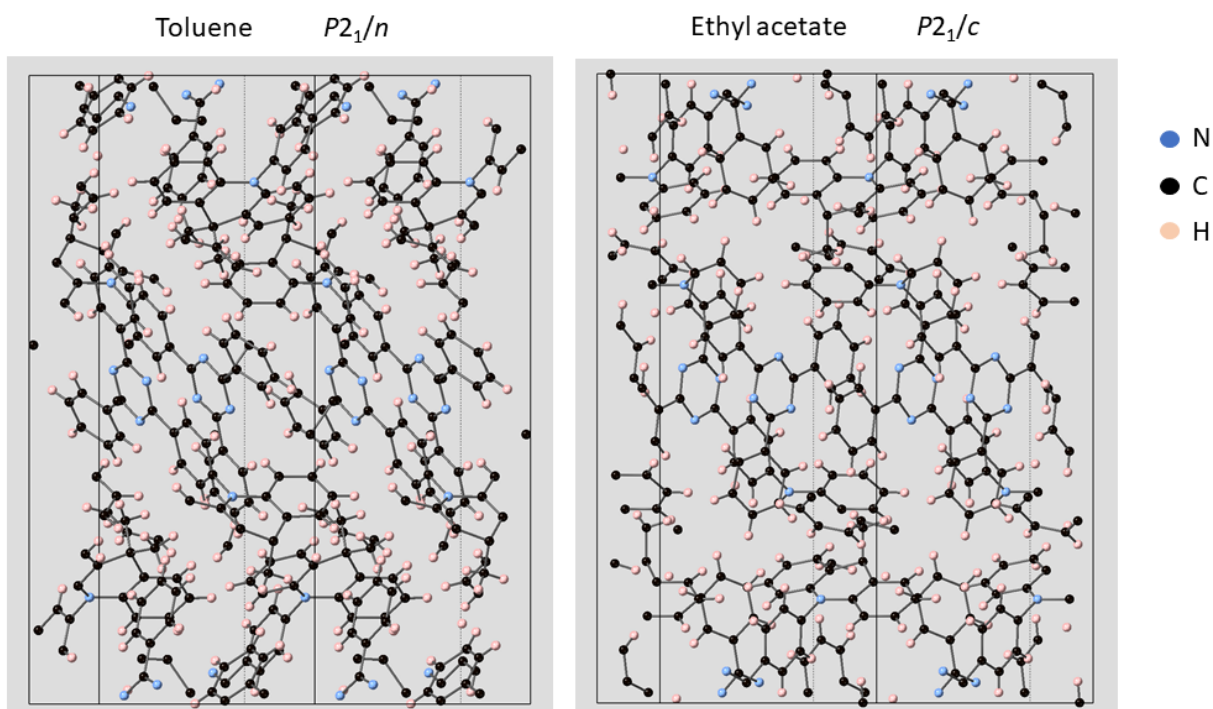 Toluene P2₁/n
Ethyl acetate P2₁/c
N
C
H